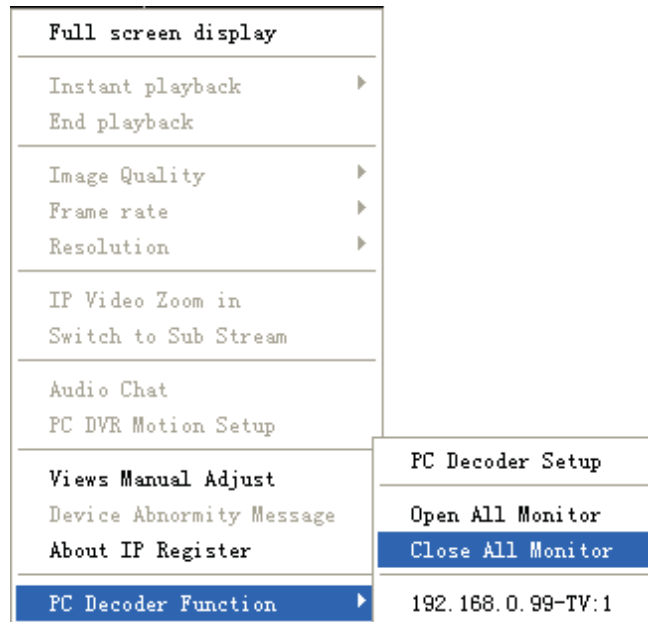 Full screen display
Instant playback
End playback
Image Quality
Frame rate
Resolution
IP Video Zoom in
Switch to Sub Stream
Audio Chat
PC DVR Motion Setup
Views Manual Adjust
Device Abnormity Message
About IP Register
PC Decoder Function
PC Decoder Setup
Open All Monitor
Close All Monitor
192.168.0.99-TV:1